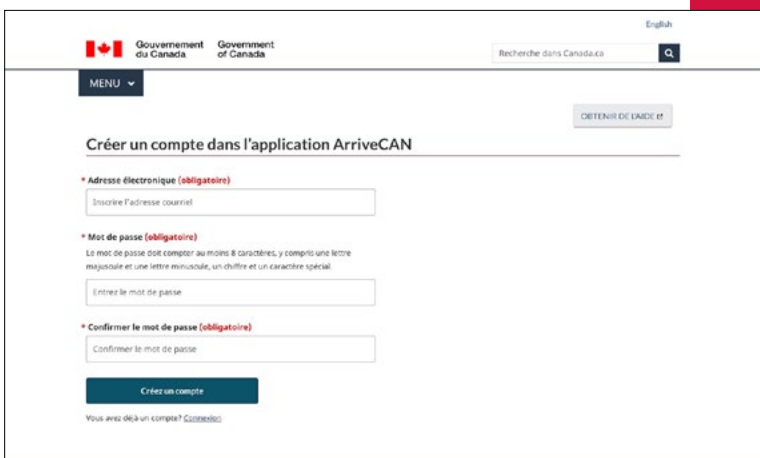 English
Gouvernement du Canada
Government of Canada
Recherche dans Canada.ca
MENU
OBTENIR DE L'AIDE
Créer un compte dans l'application ArriveCAN
* Adresse électronique (obligatoire)
Inscrire l'adresse courriel
* Mot de passe (obligatoire)
Le mot de passe doit compter au moins 8 caractères, y compris une lettre
majuscule et une lettre minuscule, un chiffre et un caractère spécial
Entrez le mot de passe
* Confirmer le mot de passe (obligatoire)
Confirmer le mot de passe
Créez un compte
Vous avez déjà un compte? Connexion